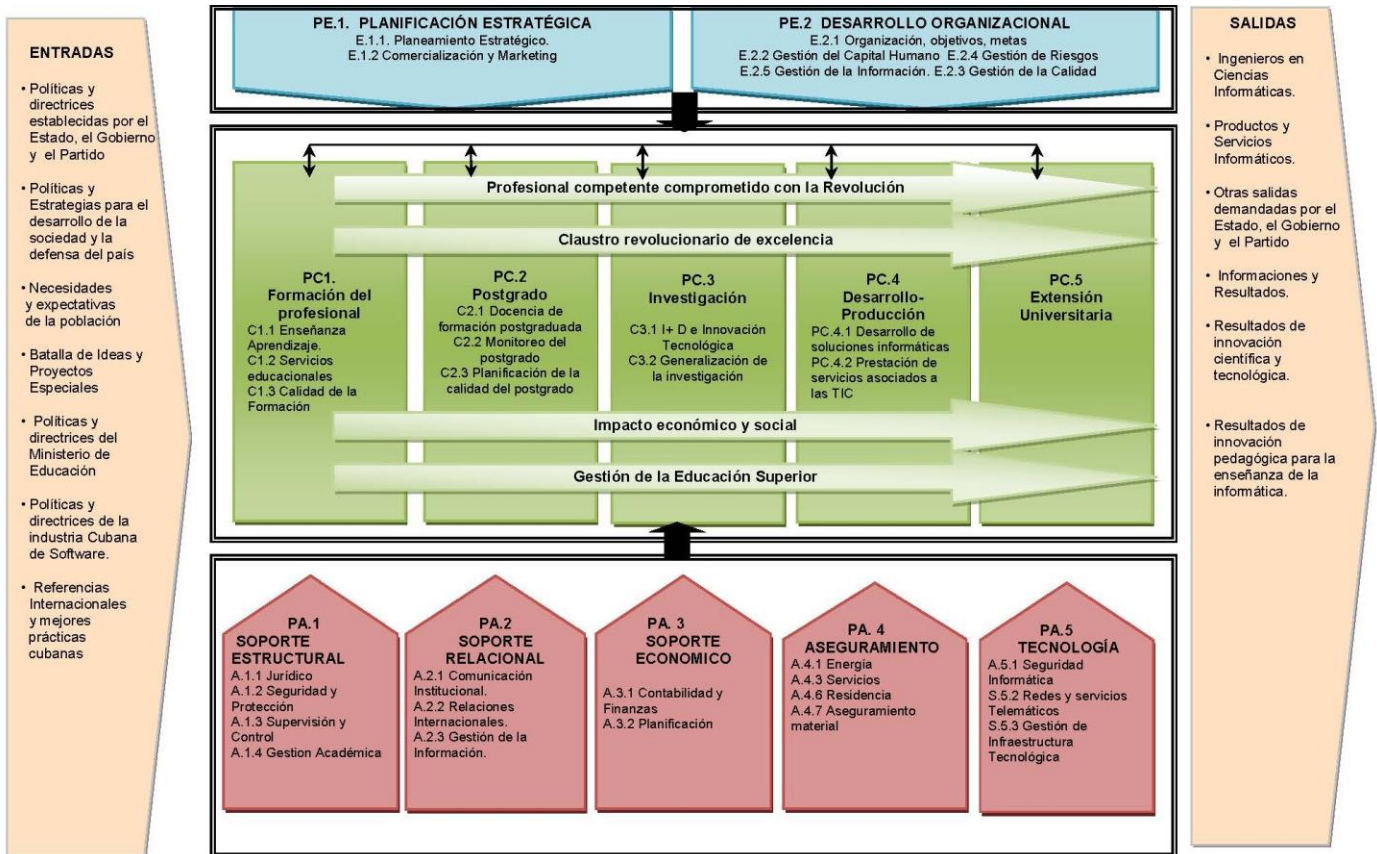 ENTRADAS
• Políticas y
directrices
establecidas por el
Estado, el Gobierno
y el Partido
• Políticas y
Estrategias para el
desarrollo de la
sociedad y la
defensa del país
• Necesidades
y expectativas
de la población
• Batalla de Ideas y
Proyectos
Especiales
• Políticas y
directrices del
Ministerio de
Educación
• Políticas y
directrices de la
industria Cubana
de Software.
• Referencias
Internacionales
y mejores
prácticas
cubanas
PE.1. PLANIFICACIÓN ESTRATÉGICA
E.1.1. Planeamiento Estratégico.
E.1.2 Comercialización y Marketing
PE.2 DESARROLLO ORGANIZACIONAL
E.2.1 Organización, objetivos, metas
E.2.2 Gestión del Capital Humano E.2.4 Gestión de Riesgos
E.2.5 Gestión de la Información. E.2.3 Gestión de la Calidad
Profesional competente comprometido con la Revolución
Claustro revolucionario de excelencia
PC1.
Formación del
profesional
C1.1 Enseñanza
Aprendizaje.
C1.2 Servicios
educacionales
C1.3 Calidad de la
Formación
PC.2
Postgrado
C2.1 Docencia de
formación postgraduada
C2.2 Monitoreo del
postgrado
C2.3 Planificación de la
calidad del postgrado
PC.3
Investigación
C3.1 I+ D e Innovación
Tecnológica
C3.2 Generalización de
la investigación
PC.4
Desarrollo-
Producción
PC.4.1 Desarrollo de
soluciones informáticas
PC.4.2 Prestación de
servicios asociados a
las TIC
PC.5
Extensión
Universitaria
Impacto económico y social
Gestión de la Educación Superior
PA.1
SOPORTE
ESTRUCTURAL
A.1.1 Jurídico
A.1.2 Seguridad y
Protección
A.1.3 Supervisión y
Control
A.1.4 Gestion Académica
PA.2
SOPORTE
RELACIONAL
A.2.1 Comunicación
Institucional.
A.2.2 Relaciones
Internacionales.
A.2.3 Gestión de la
Información.
PA. 3
SOPORTE
ECONOMICO
A.3.1 Contabilidad y
Finanzas
A.3.2 Planificación
PA. 4
ASEGURAMIENTO
A.4.1 Energía
A.4.3 Servicios
A.4.6 Residencia
A.4.7 Aseguramiento
material
PA.5
TECNOLOGÍA
A.5.1 Seguridad
Informática
S.5.2 Redes y servicios
Telemáticos
S.5.3 Gestión de
Infraestructura
Tecnológica
SALIDAS
• Ingenieros en
Ciencias
Informáticas.
• Productos y
Servicios
Informáticos.
• Otras salidas
demandadas por el
Estado, el Gobierno
y el Partido
• Informaciones y
Resultados.
• Resultados de
innovación
científica y
tecnológica.
• Resultados de
innovación
pedagógica para la
enseñanza de la
informática.